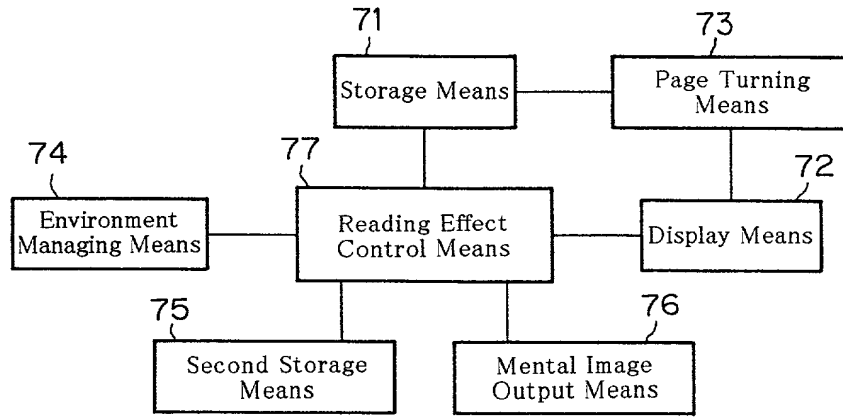 71
Storage Means
73
Page Turning
Means
74
Environment
Managing Means
77
Reading Effect
Control Means
72
Display Means
75
Second Storage
Means
76
Mental Image
Output Means